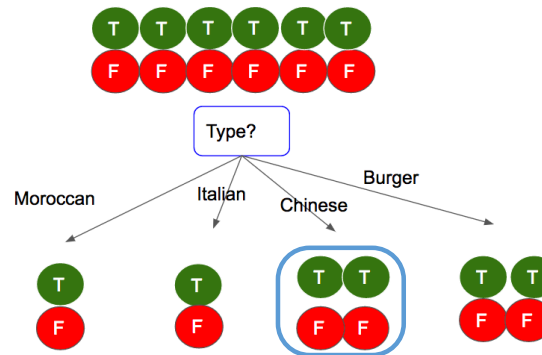 T T T T T T
F F F F F F
Type?
Moroccan
Italian
Chinese
Burger
T T T T T T
F F F F F F